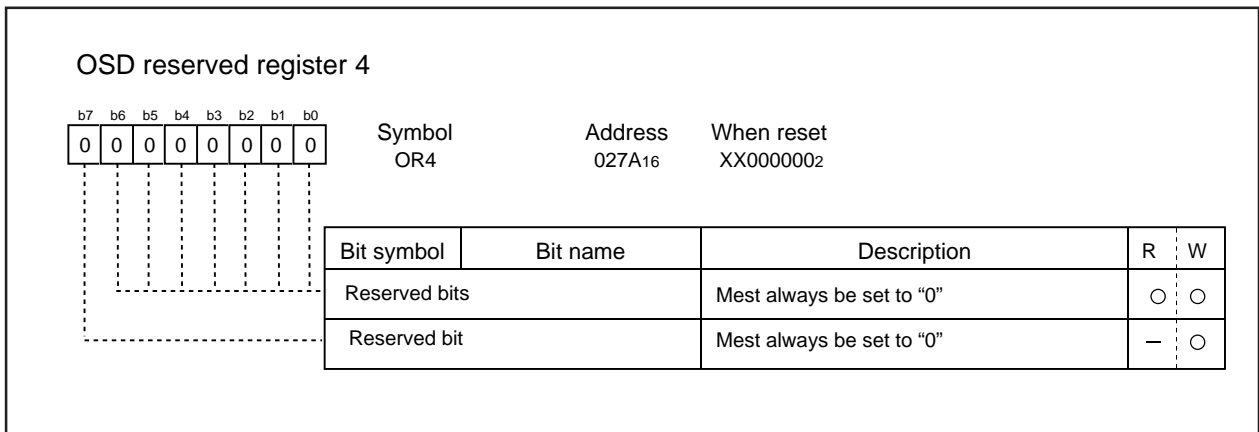 OSD reserved register 4
b7 b6 b5 b4 b3 b2 b1 b0
0 0 0 0 0 0 0 0
Symbol Address When reset
OR4 027A16 XX0000002
Bit symbol Bit name Description R W
Reserved bits Mest always be set to “0” ○ ○
Reserved bit Mest always be set to “0” – ○